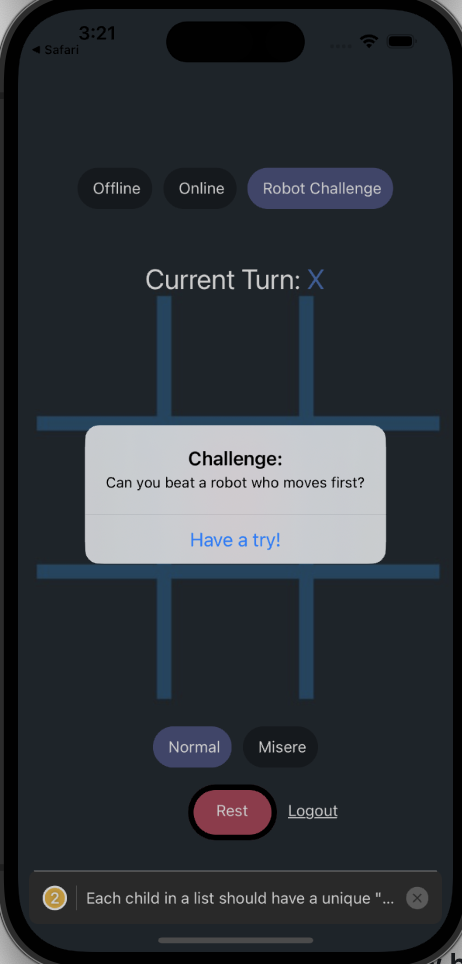 3:21
◀ Safari
Offline Online Robot Challenge
Current Turn: X
Challenge:
Can you beat a robot who moves first?
Have a try!
Normal Misere
Rest Logout
2 Each child in a list should have a unique "...